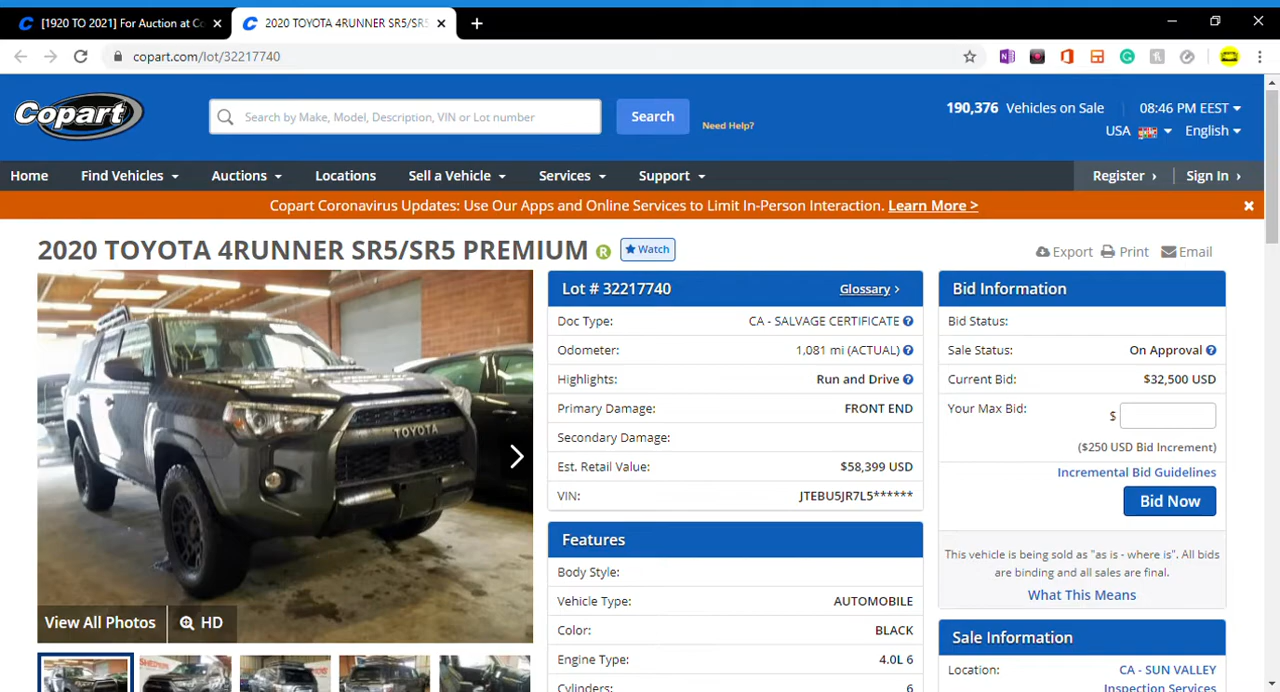 [1920 TO 2021] For Auction at Co
2020 TOYOTA 4RUNNER SR5/SR5
copart.com/lot/32217740
Copart
Search by Make, Model, Description, VIN or Lot number
Search
Need Help?
190,376 Vehicles on Sale
08:46 PM EEST
USA
English
Home
Find Vehicles
Auctions
Locations
Sell a Vehicle
Services
Support
Register ›
Sign In ›
Copart Coronavirus Updates: Use Our Apps and Online Services to Limit In-Person Interaction. Learn More >
2020 TOYOTA 4RUNNER SR5/SR5 PREMIUM R
Watch
Export
Print
Email
TOYOTA
View All Photos
HD
Lot # 32217740
Glossary ›
Doc Type: CA - SALVAGE CERTIFICATE
Odometer: 1,081 mi (ACTUAL)
Highlights: Run and Drive
Primary Damage: FRONT END
Secondary Damage:
Est. Retail Value: $58,399 USD
VIN: JTEBU5JR7L5******
Features
Body Style:
Vehicle Type: AUTOMOBILE
Color: BLACK
Engine Type: 4.0L 6
Cylinders: 6
Bid Information
Bid Status:
Sale Status: On Approval
Current Bid: $32,500 USD
Your Max Bid: $
($250 USD Bid Increment)
Incremental Bid Guidelines
Bid Now
This vehicle is being sold as "as is - where is". All bids
are binding and all sales are final.
What This Means
Sale Information
Location: CA - SUN VALLEY
Inspection Services